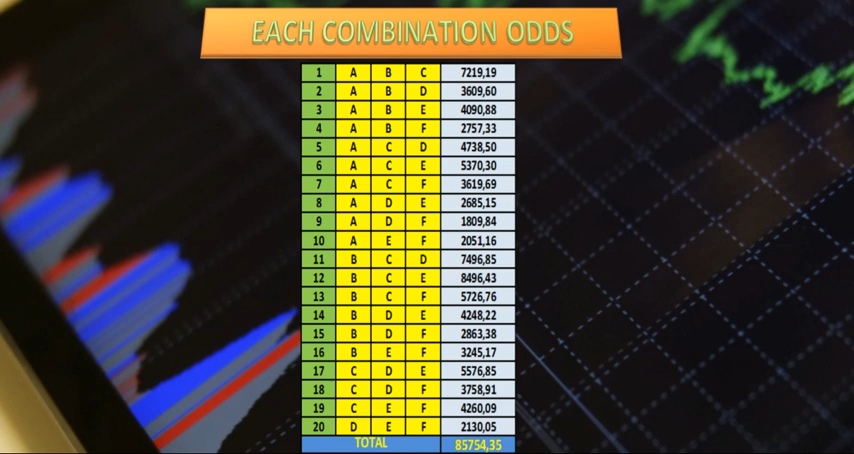 EACH COMBINATION ODDS
1 A B C 7219,19
2 A B D 3609,60
3 A B E 4090,88
4 A B F 2757,33
5 A C D 4738,50
6 A C E 5370,30
7 A C F 3619,69
8 A D E 2685,15
9 A D F 1809,84
10 A E F 2051,16
11 B C D 7496,85
12 B C E 8496,43
13 B C F 5726,76
14 B D E 4248,22
15 B D F 2863,38
16 B E F 3245,17
17 C D E 5576,85
18 C D F 3758,91
19 C E F 4260,09
20 D E F 2130,05
TOTAL 85754,35